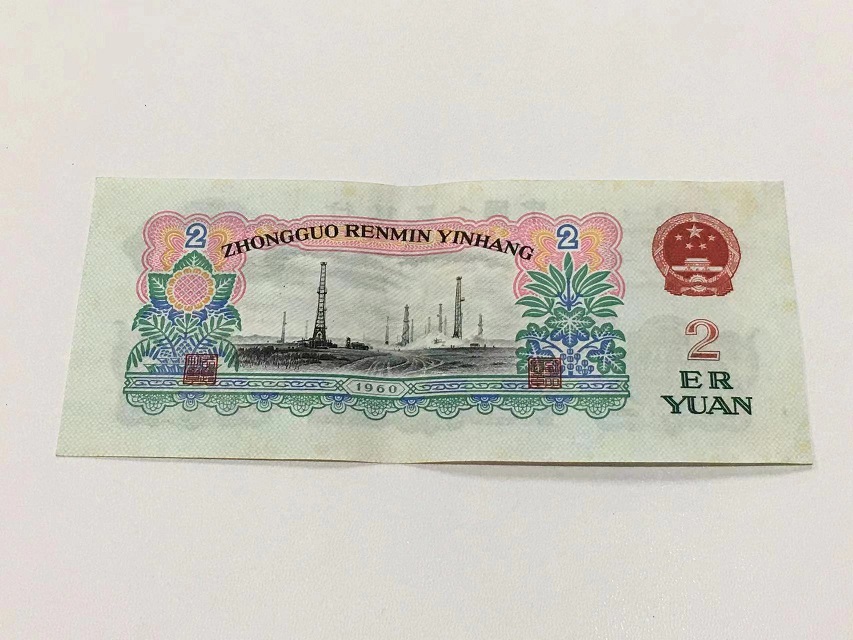 2
ZHONGGUO RENMIN YINHANG
2
1960
2
ER
YUAN